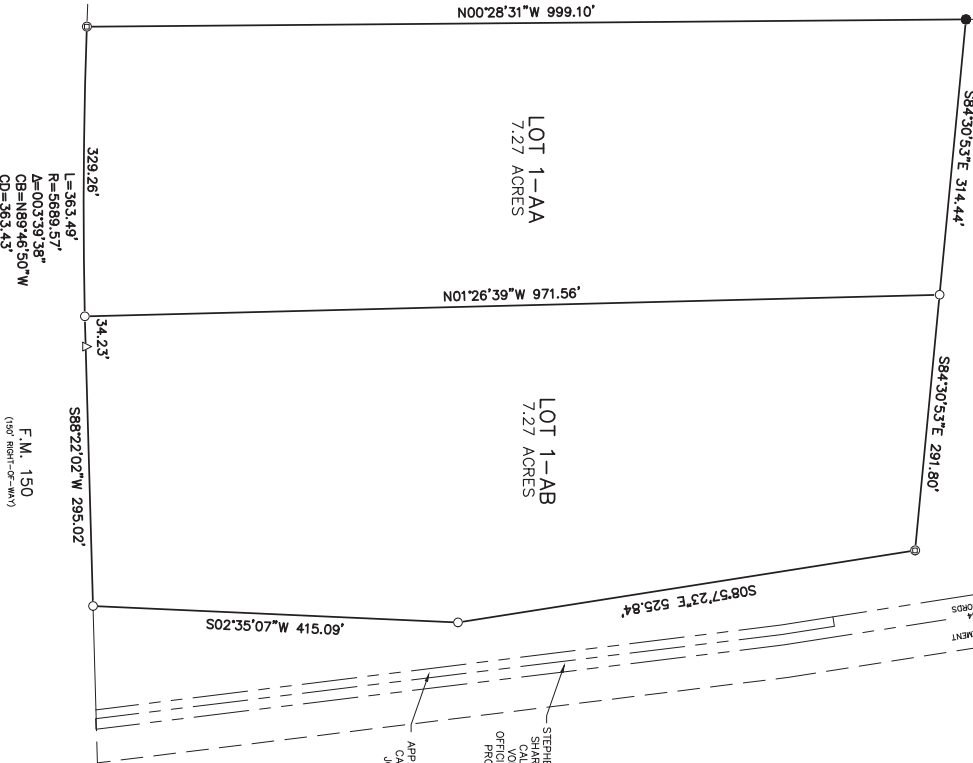 N00°28'31"W 999.10'
S84°30'53"E 314.44'
LOT 1-AA
7.27 ACRES
329.26'
L=363.49'
R=5689.57'
Δ=003°39'38"
CB=N89°46'50"W
CD=363.43'
N01°26'39"W 971.56'
34.23'
S84°30'53"E 291.80'
LOT 1-AB
7.27 ACRES
S88°22'02"W 295.02'
F.M. 150
(150' RIGHT-OF-WAY)
S08°57'23"E 525.84'
S02°35'07"W 415.09'
ORDS
4
MENT
STEPHE
SHAR
CAL
VO
OFFICI
PRO
APP
CA